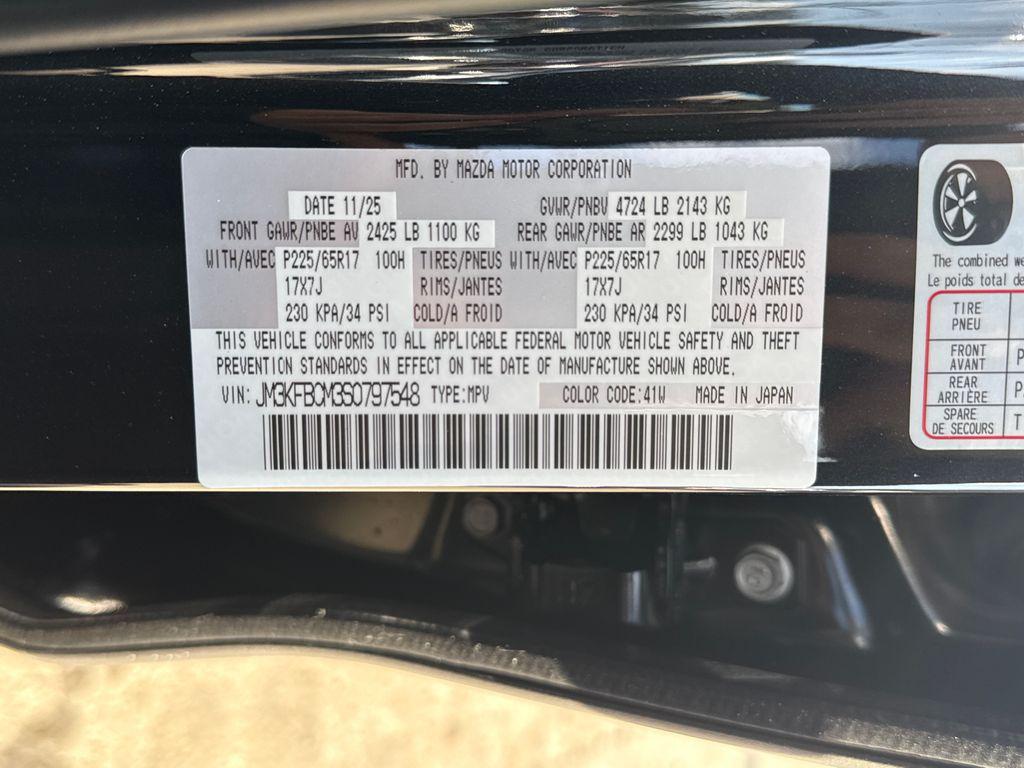 MFD. BY MAZDA MOTOR CORPORATION
DATE 11/25 GVWR/PNBV 4724 LB 2143 KG
FRONT GAWR/PNBE AV 2425 LB 1100 KG REAR GAWR/PNBE AR 2299 LB 1043 KG
WITH/AVEC P225/65R17 100H TIRES/PNEUS WITH/AVEC P225/65R17 100H TIRES/PNEUS
17X7J RIMS/JANTES 17X7J RIMS/JANTES
230 KPA/34 PSI COLD/A FROID 230 KPA/34 PSI COLD/A FROID
THIS VEHICLE CONFORMS TO ALL APPLICABLE FEDERAL MOTOR VEHICLE SAFETY AND THEFT
PREVENTION STANDARDS IN EFFECT ON THE DATE OF MANUFACTURE SHOWN ABOVE.
VIN: JM3KFBCM3S0797548 TYPE:MPV COLOR CODE:41W MADE IN JAPAN
The combined
Le poids total
TIRE
PNEU
FRONT
AVANT
REAR
ARRIÈRE
SPARE
DE SECOURS